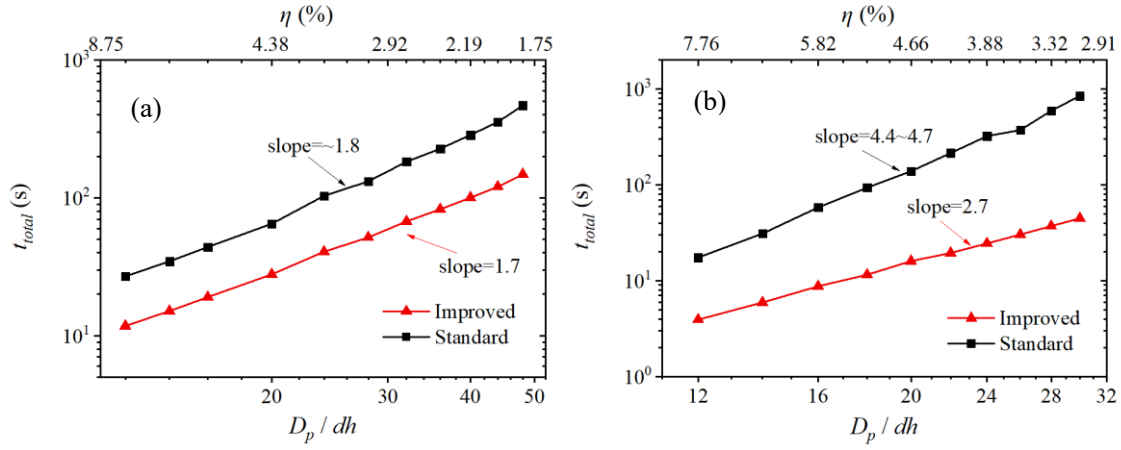 η (%)
8.75 4.38 2.92 2.19 1.75
10³
(a)
slope=~1.8
10²
t_total (s)
slope=1.7
10¹
Improved
Standard
20 30 40 50
D_p / dh
η (%)
7.76 5.82 4.66 3.88 3.32 2.91
10³
(b)
slope=4.4~4.7
10²
t_total (s)
slope=2.7
10¹
Improved
Standard
10⁰
12 16 20 24 28 32
D_p / dh